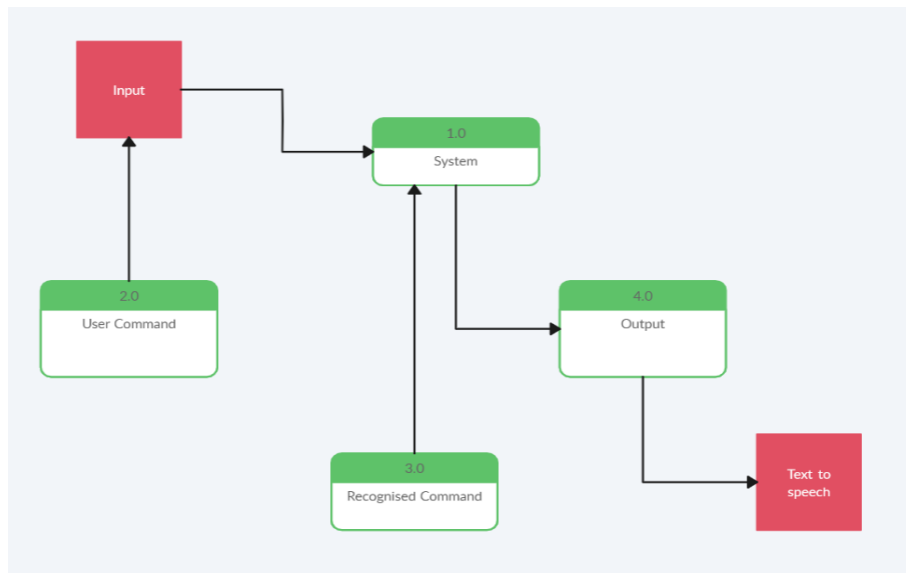 Input
1.0
System
2.0
User Command
4.0
Output
3.0
Recognised Command
Text to
speech